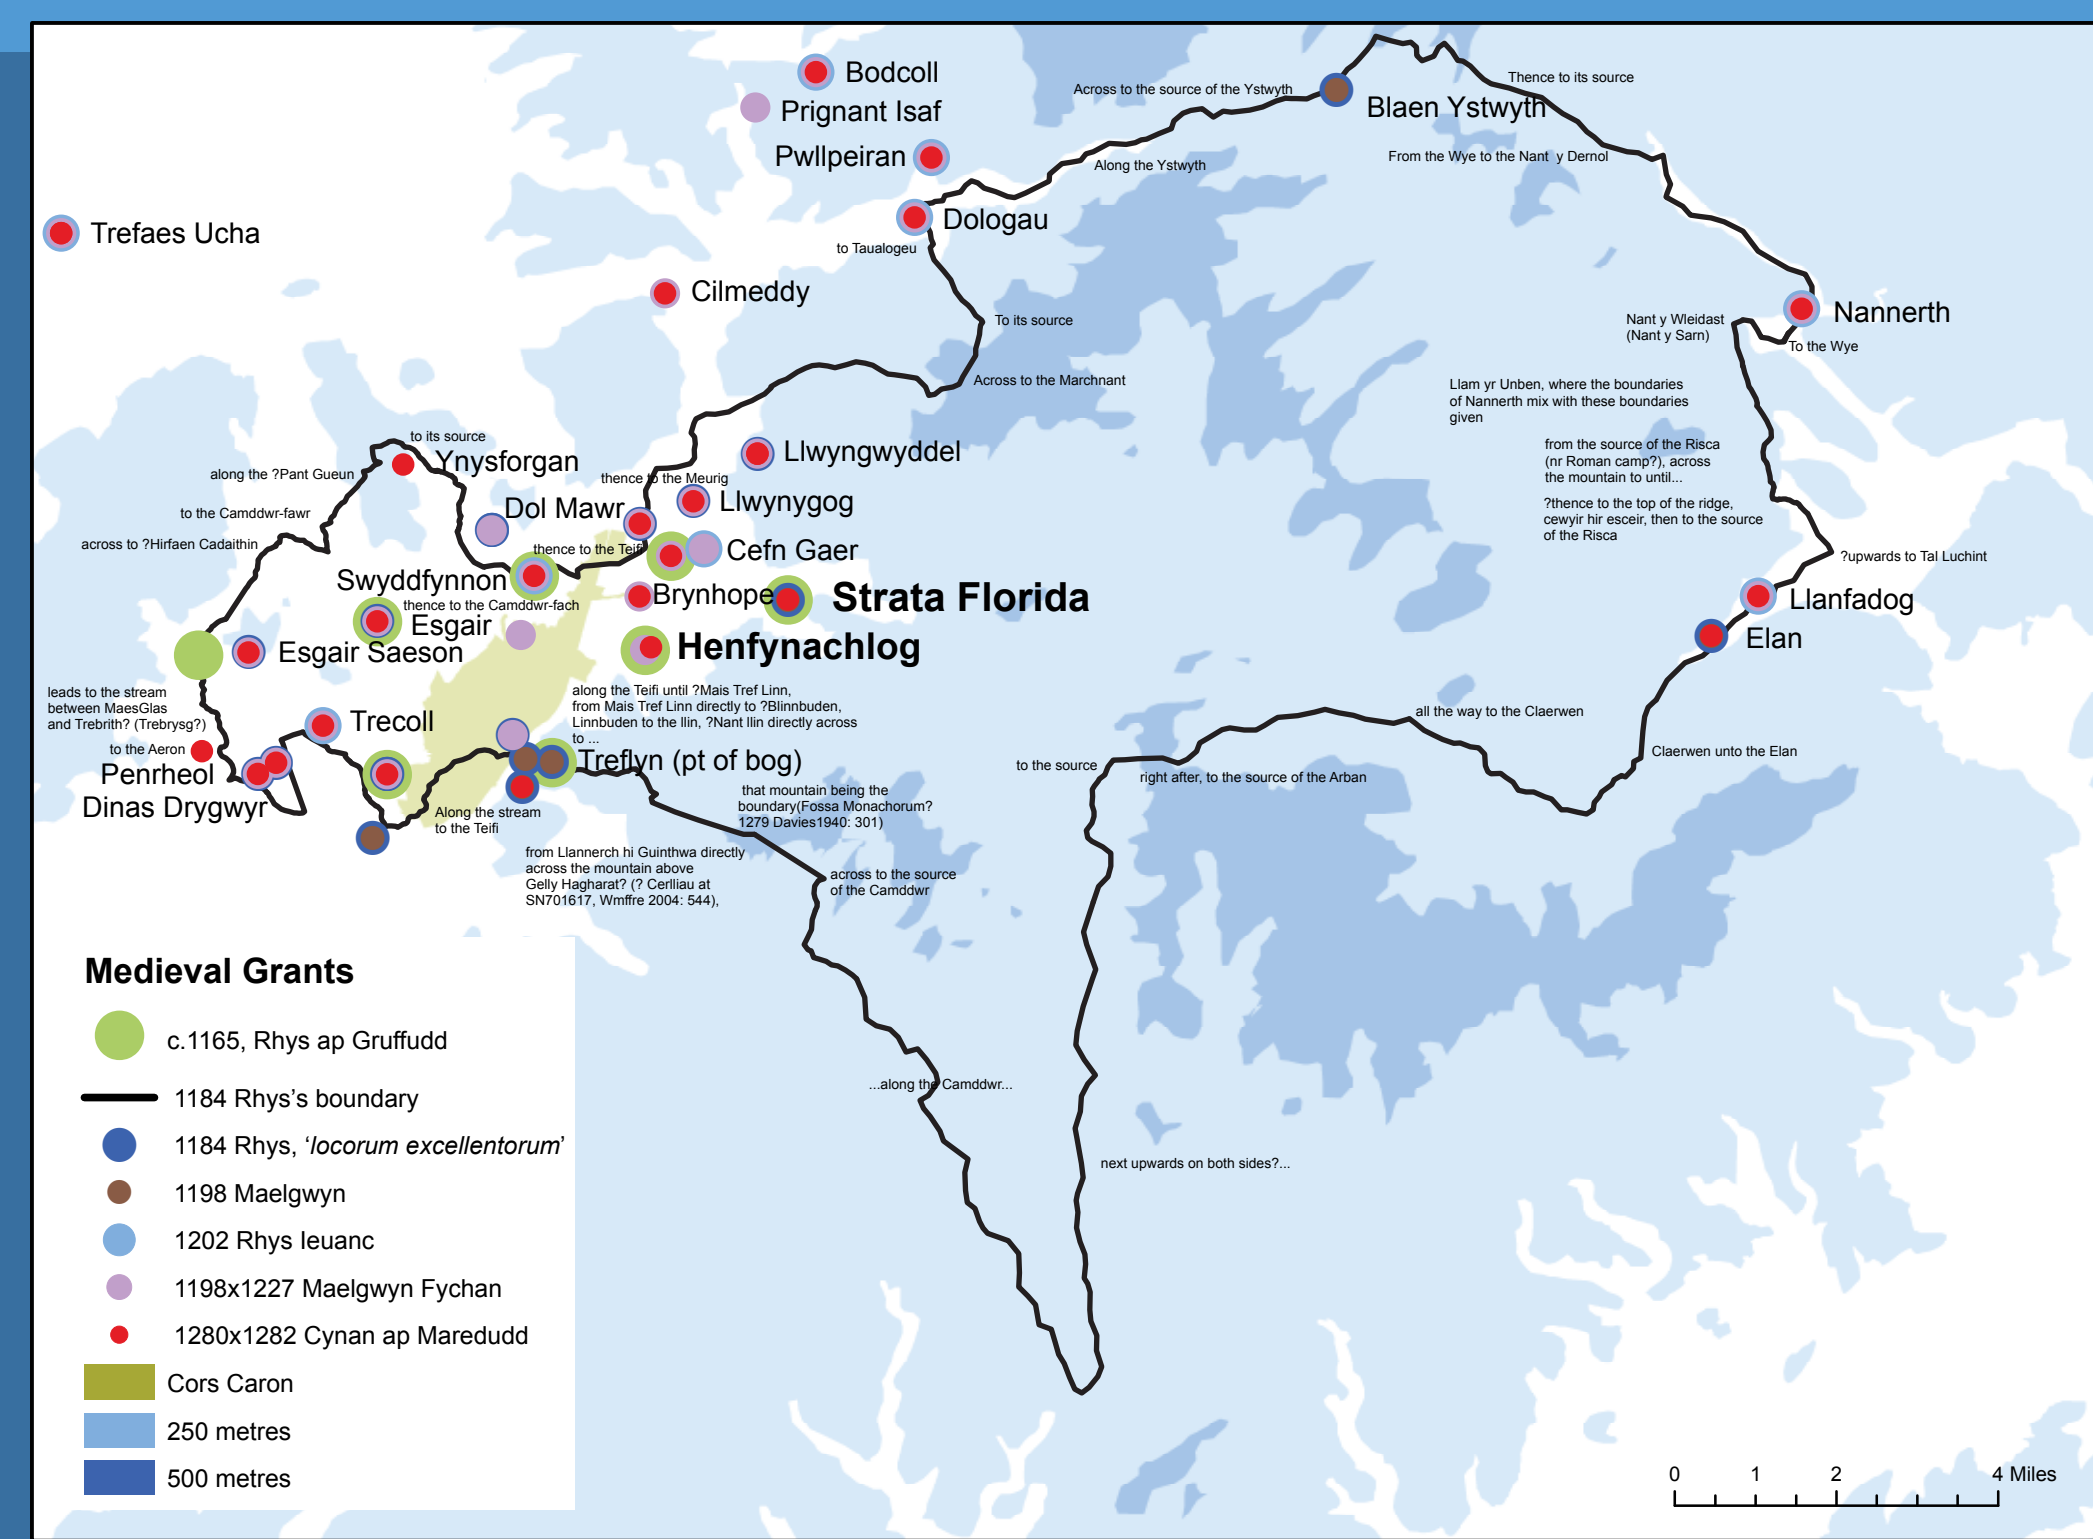 Bodcoll
Prignant Isaf
Pwllpeiran
Dologau
to Taualogeu
Trefaes Ucha
Cilmeddy
Across to the source of the Ystwyth
Along the Ystwyth
Blaen Ystwyth
Thence to its source
From the Wye to the Nant y Dernol
Nannerth
Nant y Wleidast
(Nant y Sarn)
To the Wye
To its source
Across to the Marchnant
Llam yr Unben, where the boundaries
of Nannerth mix with these boundaries
given
from the source of the Risca
(nr Roman camp?), across
the mountain to until...
?thence to the top of the ridge,
cewyir hir esceir, then to the source
of the Risca
?upwards to Tal Luchint
Llanfadog
Elan
to its source
Ynysforgan
along the ?Pant Gueun
to the Camddwr-fawr
across to ?Hirfaen Cadaithin
Llwyngwyddel
thence to the Meurig
Llwynygog
Dol Mawr
thence to the Teifi
Cefn Gaer
Swyddfynnon
thence to the Camddwr-fach
Brynhope
Strata Florida
Esgair
Henfynachlog
Esgair Saeson
leads to the stream
between MaesGlas
and Trebrith? (Trebrysg?)
to the Aeron
Trecoll
Penrheol
Dinas Drygwyr
along the Teifi until ?Mais Tref Linn,
from Mais Tref Linn directly to ?Blinnbuden,
Linnbuden to the llin, ?Nant llin directly across
to ...
Treflyn (pt of bog)
Along the stream
to the Teifi
that mountain being the
boundary(Fossa Monachorum?
1279 Davies1940: 301)
from Llannerch hi Guinthwa directly
across the mountain above
Gelly Hagharat? (? Cerlliau at
SN701617, Wmffre 2004: 544),
across to the source
of the Camddwr
to the source
right after, to the source of the Arban
all the way to the Claerwen
Claerwen unto the Elan
...along the Camddwr...
next upwards on both sides?...
Medieval Grants
c.1165, Rhys ap Gruffudd
1184 Rhys's boundary
1184 Rhys, 'locorum excellentorum'
1198 Maelgwyn
1202 Rhys Ieuanc
1198x1227 Maelgwyn Fychan
1280x1282 Cynan ap Maredudd
Cors Caron
250 metres
500 metres
0 1 2 4 Miles